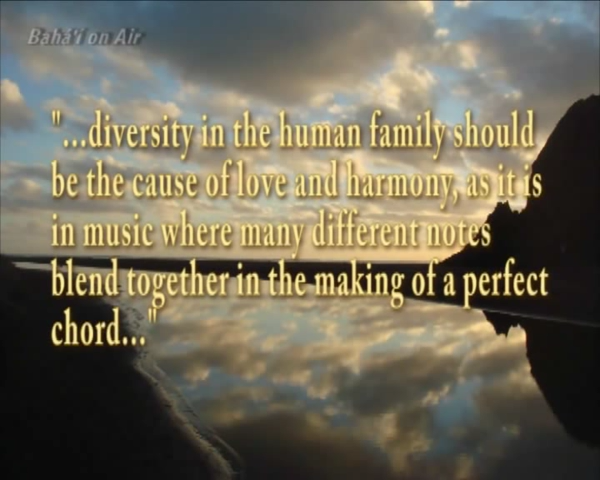 Bahá'í on Air
"...diversity in the human family should
be the cause of love and harmony, as it is
in music where many different notes
blend together in the making of a perfect
chord..."